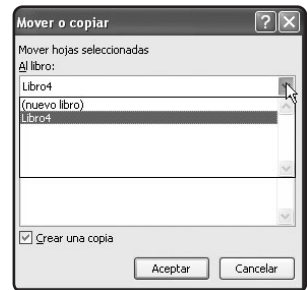 Mover o copiar
Mover hojas seleccionadas
Al libro:
Libro4
(nuevo libro)
Libro4
Crear una copia
Aceptar
Cancelar